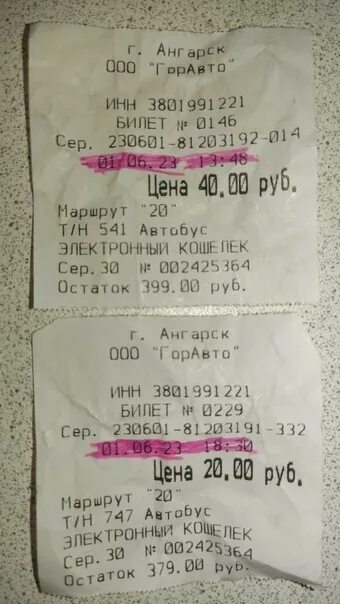 г. Ангарск
ООО "ГорАвто"
ИНН 3801991221
БИЛЕТ № 0146
Сер. 230601-81203192-014
01/06.23 13:48
Цена 40.00 руб.
Маршрут "20"
Т/Н 541 Автобус
ЭЛЕКТРОННЫЙ КОШЕЛЕК
Сер.30 № 002425364
Остаток 399.00 руб.
г. Ангарск
ООО "ГорАвто"
ИНН 3801991221
БИЛЕТ № 0229
Сер. 230601-81203191-332
01.06.23 18:30
Цена 20.00 руб.
Маршрут "20"
Т/Н 747 Автобус
ЭЛЕКТРОННЫЙ КОШЕЛЕК
Сер.30 № 002425364
Остаток 379.00 руб.